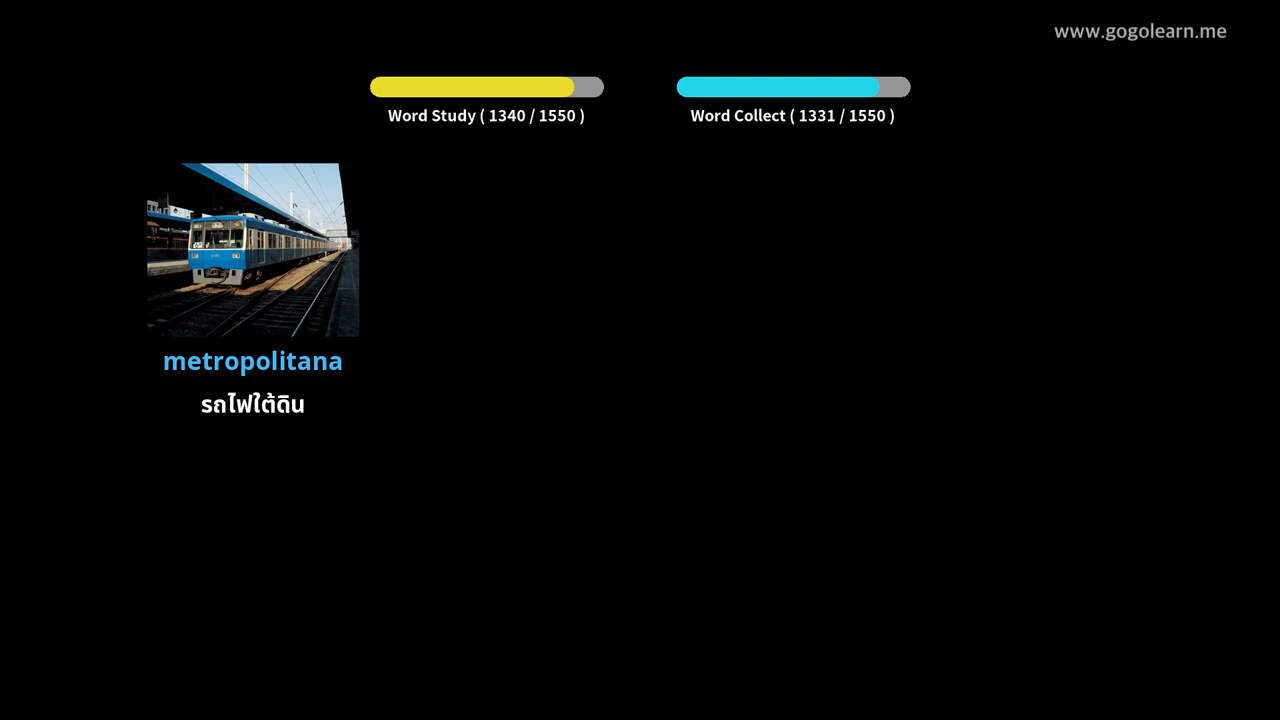 www.gogolearn.me
Word Study ( 1340 / 1550 )
Word Collect ( 1331 / 1550 )
metropolitana
รถไฟใต้ดิน